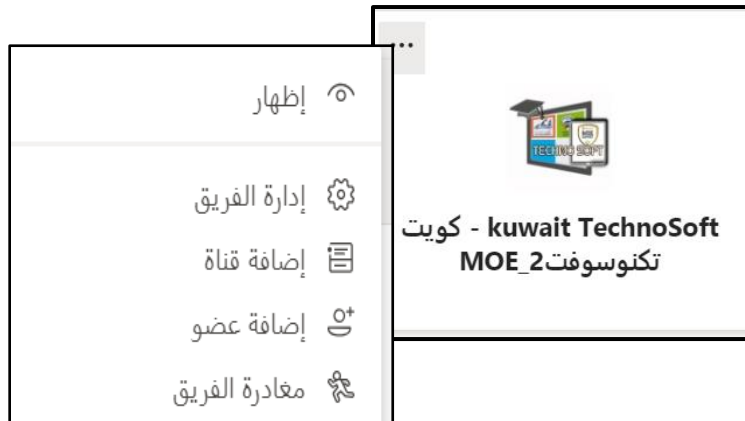 ...
TECHNO SOFT
kuwait TechnoSoft - كويت
تكنوسوفت2_MOE
إظهار
إدارة الفريق
إضافة قناة
إضافة عضو
مغادرة الفريق